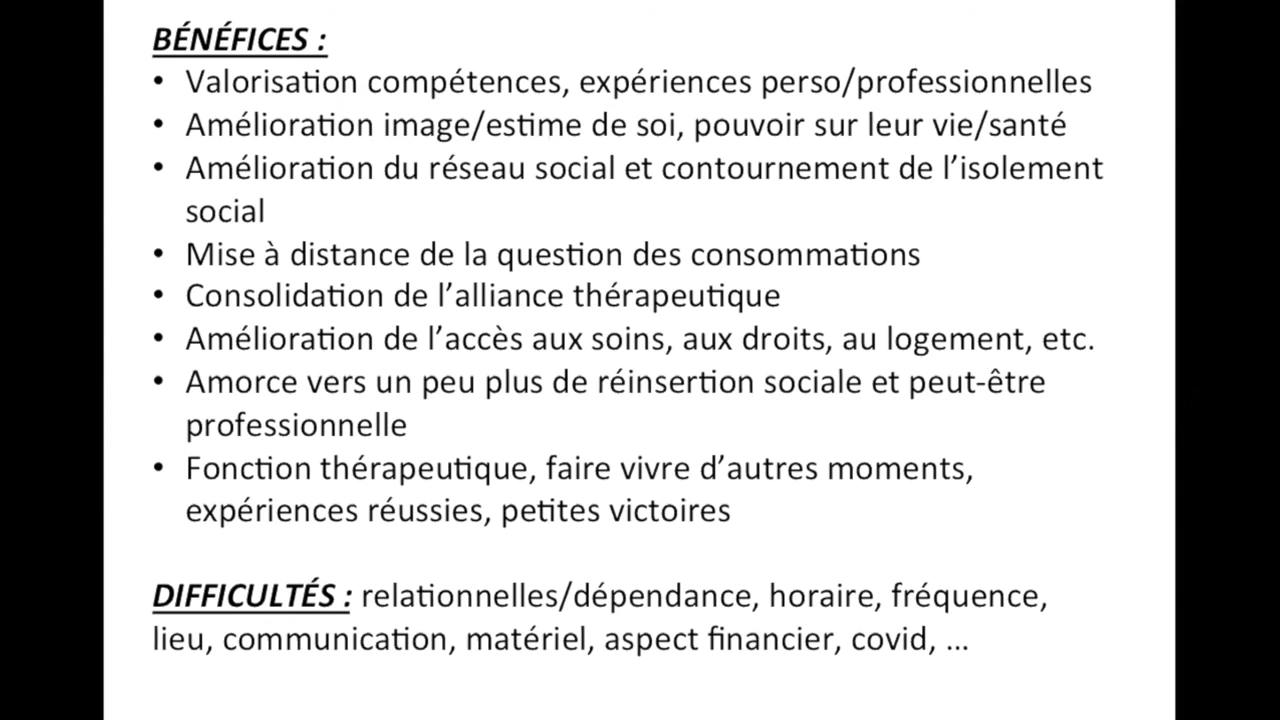 BÉNÉFICES :
• Valorisation compétences, expériences perso/professionnelles
• Amélioration image/estime de soi, pouvoir sur leur vie/santé
• Amélioration du réseau social et contournement de l’isolement
social
• Mise à distance de la question des consommations
• Consolidation de l’alliance thérapeutique
• Amélioration de l’accès aux soins, aux droits, au logement, etc.
• Amorce vers un peu plus de réinsertion sociale et peut-être
professionnelle
• Fonction thérapeutique, faire vivre d’autres moments,
expériences réussies, petites victoires
DIFFICULTÉS : relationnelles/dépendance, horaire, fréquence,
lieu, communication, matériel, aspect financier, covid, ...